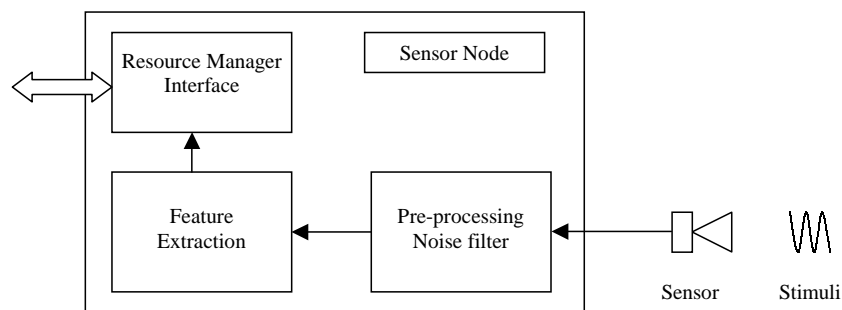 Resource Manager
Interface
Sensor Node
Feature
Extraction
Pre-processing
Noise filter
Sensor
Stimuli